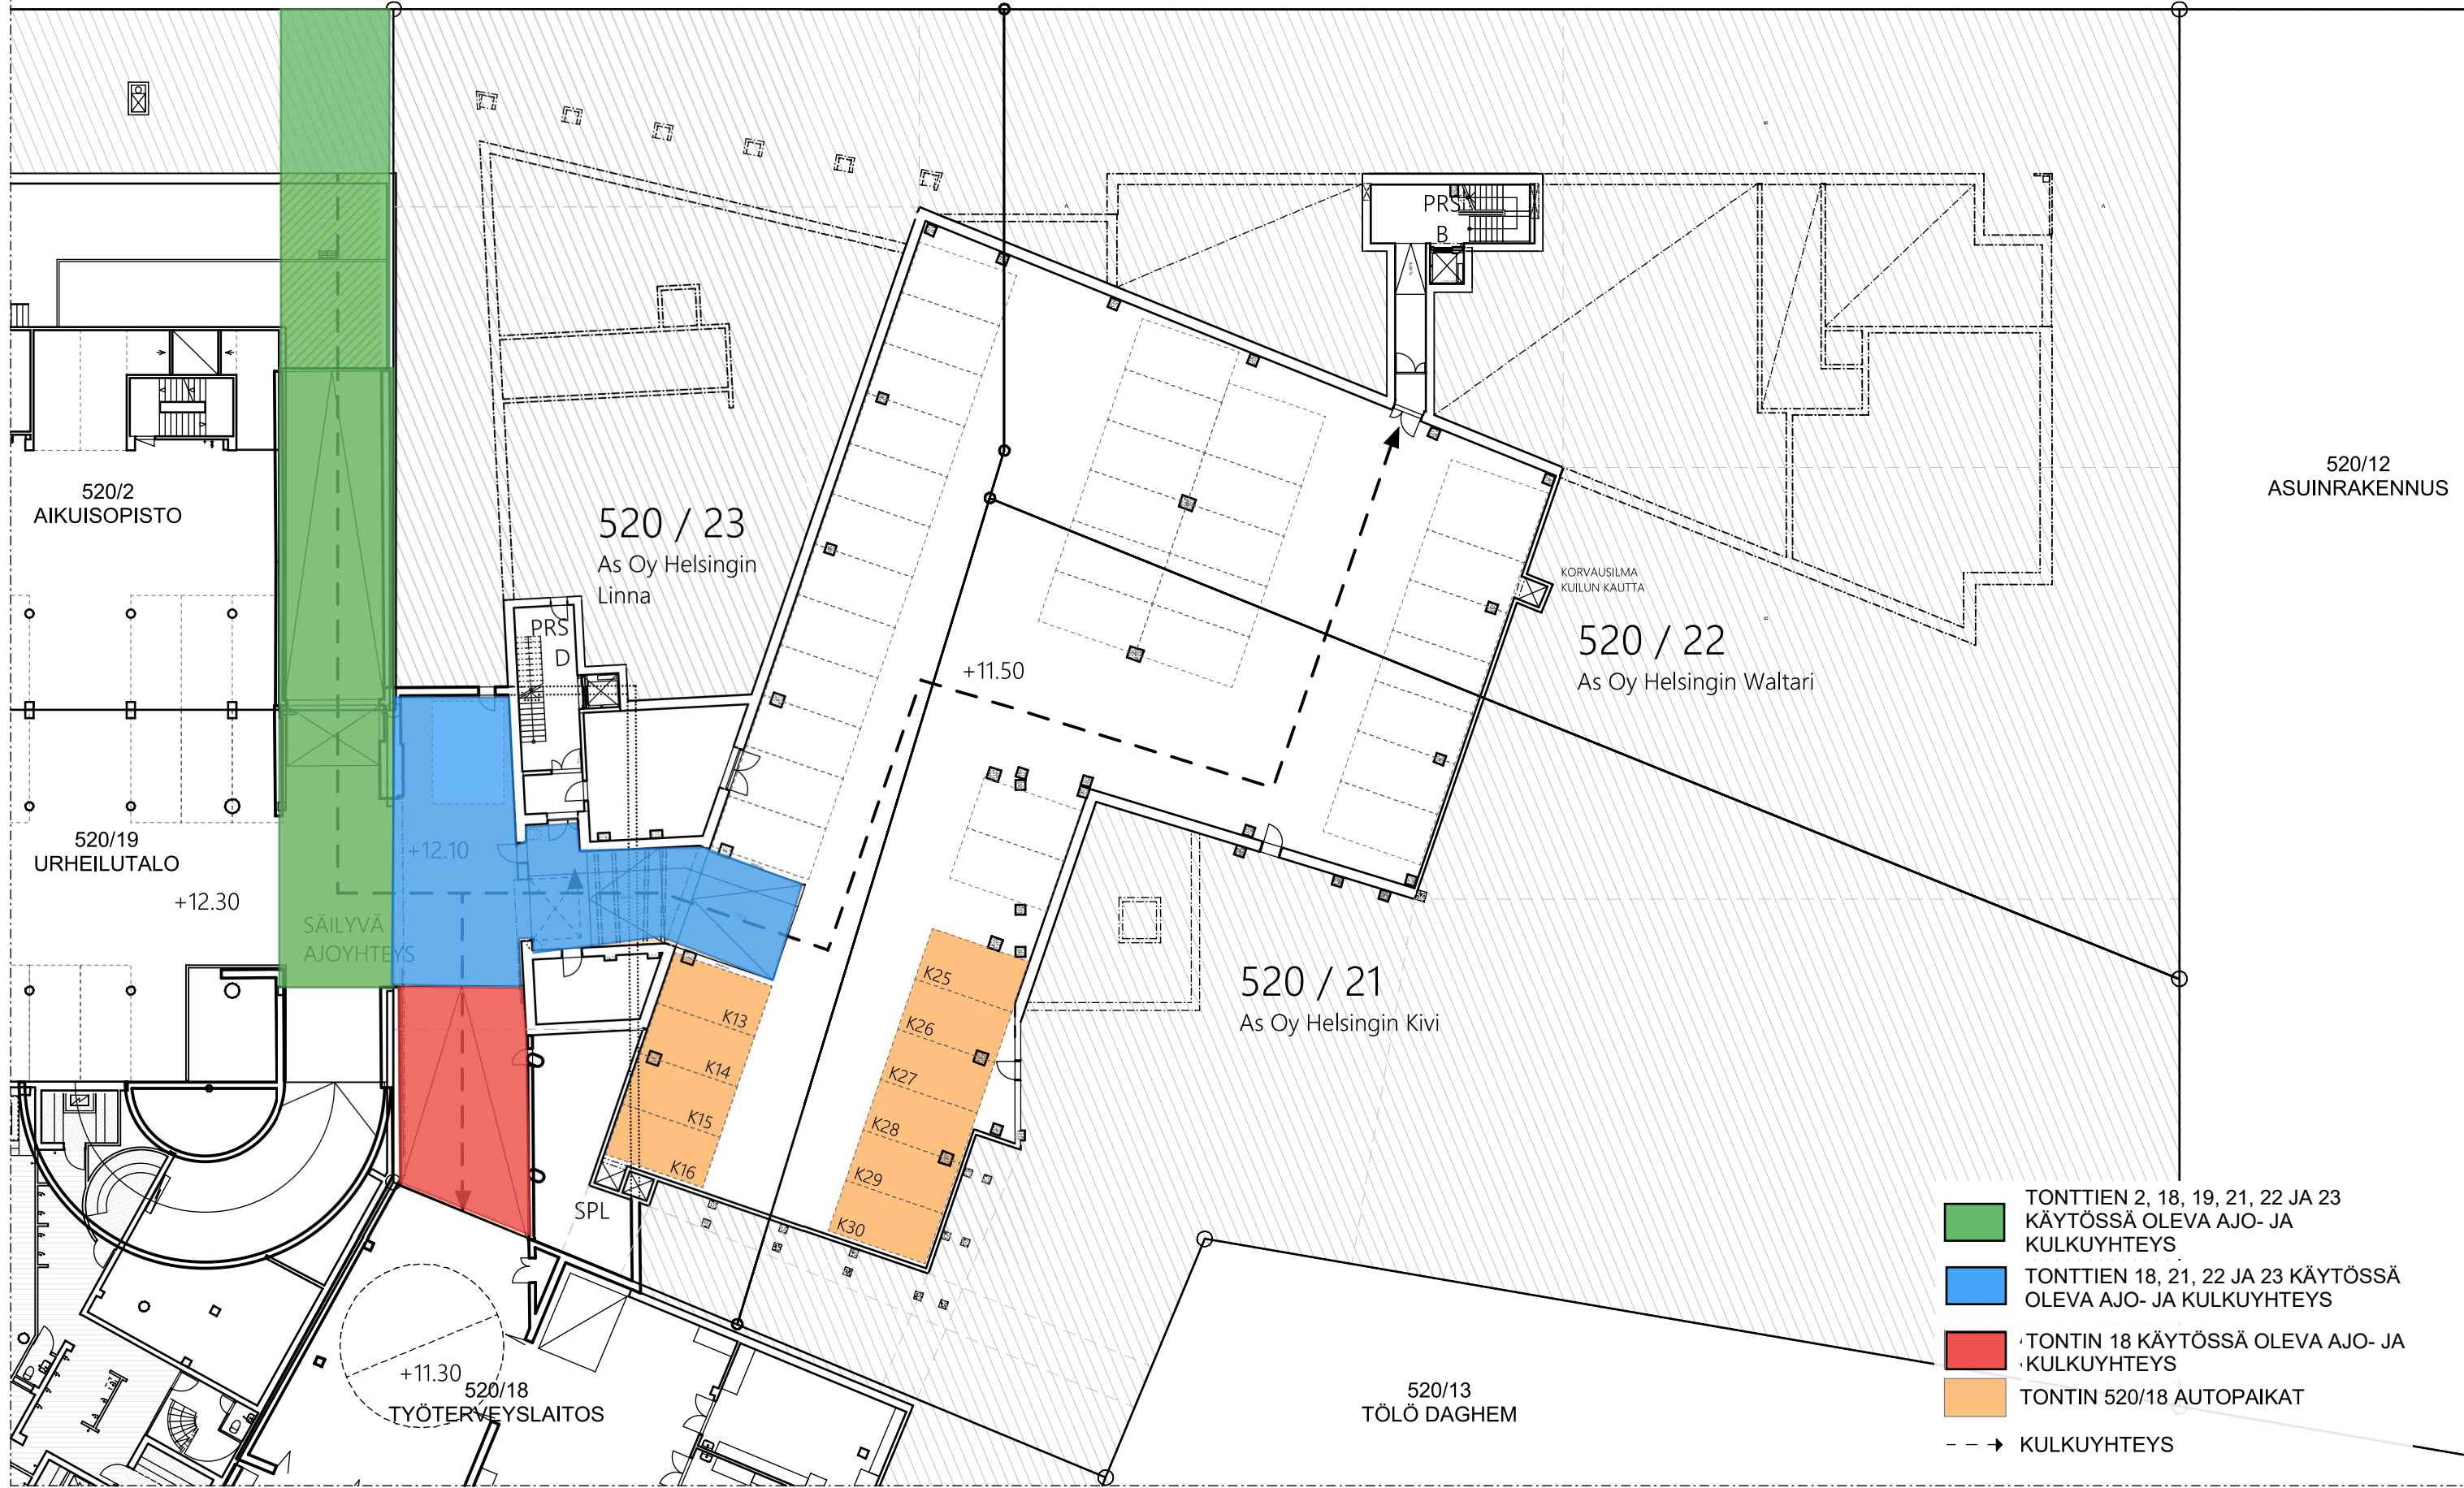 PRS
B
520/12
ASUINRAKENNUS
520/2
AIKUISOPISTO
520 / 23
As Oy Helsingin
Linna
KORVAUSILMA
KUILUN KAUTTA
PRS
D
520 / 22
As Oy Helsingin Waltari
+11.50
520/19
URHEILUTALO
+12.10
+12.30
SÄILYVÄ
AJOYHTEYS
520 / 21
As Oy Helsingin Kivi
K25
K13
K26
K14
K27
K15
K28
K16
K29
K30
SPL
+11.30
520/18
TYÖTERVEYSLAITOS
520/13
TÖLÖ DAGHEM
TONTTIEN 2, 18, 19, 21, 22 JA 23
KÄYTÖSSÄ OLEVA AJO- JA
KULKUYHTEYS
TONTTIEN 18, 21, 22 JA 23 KÄYTÖSSÄ
OLEVA AJO- JA KULKUYHTEYS
TONTIN 18 KÄYTÖSSÄ OLEVA AJO- JA
KULKUYHTEYS
TONTIN 520/18 AUTOPAIKAT
KULKUYHTEYS